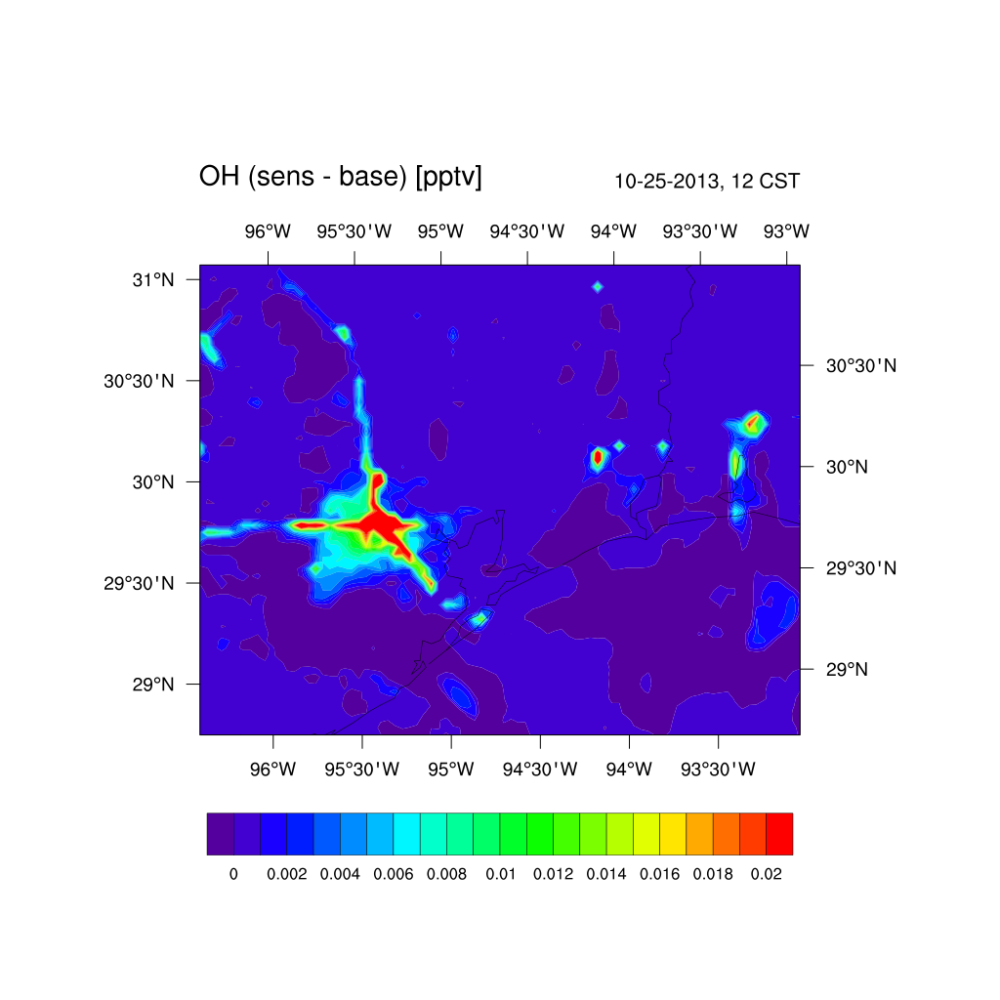 OH (sens - base) [pptv]
10-25-2013, 12 CST
96°W 95°30'W 95°W 94°30'W 94°W 93°30'W 93°W
31°N
30°30'N 30°30'N
30°N 30°N
29°30'N 29°30'N
29°N 29°N
96°W 95°30'W 95°W 94°30'W 94°W 93°30'W
0 0.002 0.004 0.006 0.008 0.01 0.012 0.014 0.016 0.018 0.02